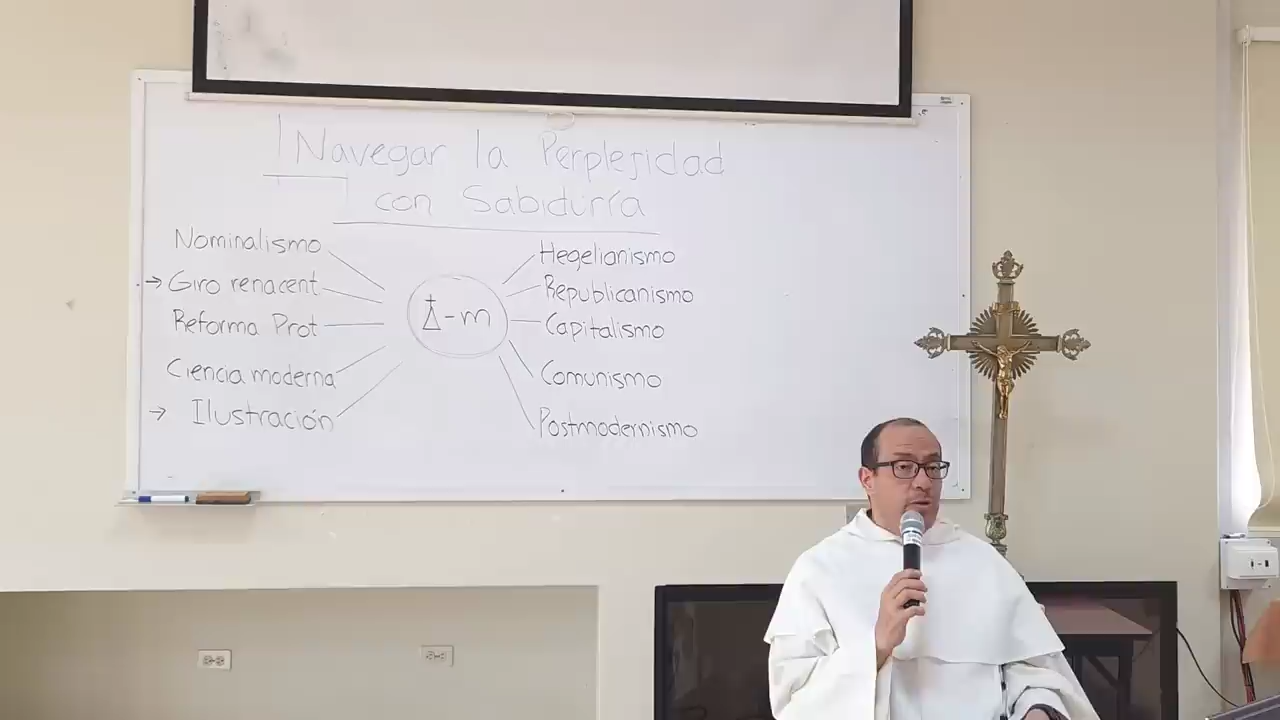 Navegar la Perplejidad
con Sabiduría
Nominalismo
→ Giro renacent
Reforma Prot
Ciencia moderna
→ Ilustración
-m
Hegelianismo
Republicanismo
Capitalismo
Comunismo
Postmodernismo